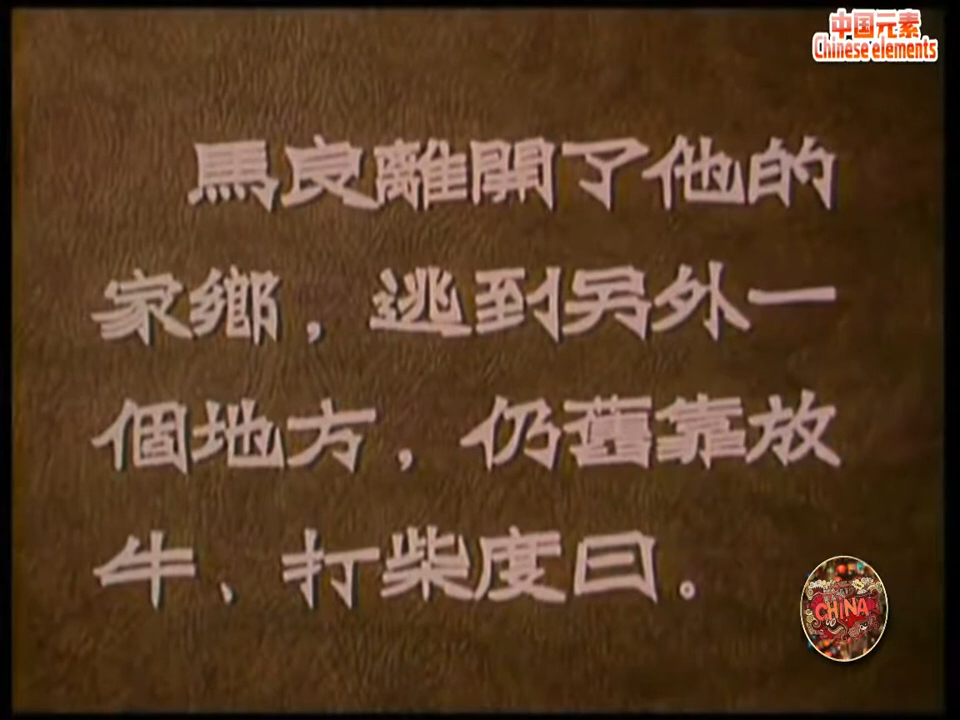 中国元素
Chinese elements
馬良離開了他的
家鄉，逃到另外一
個地方，仍舊靠放
牛、打柴度日。
CHINA